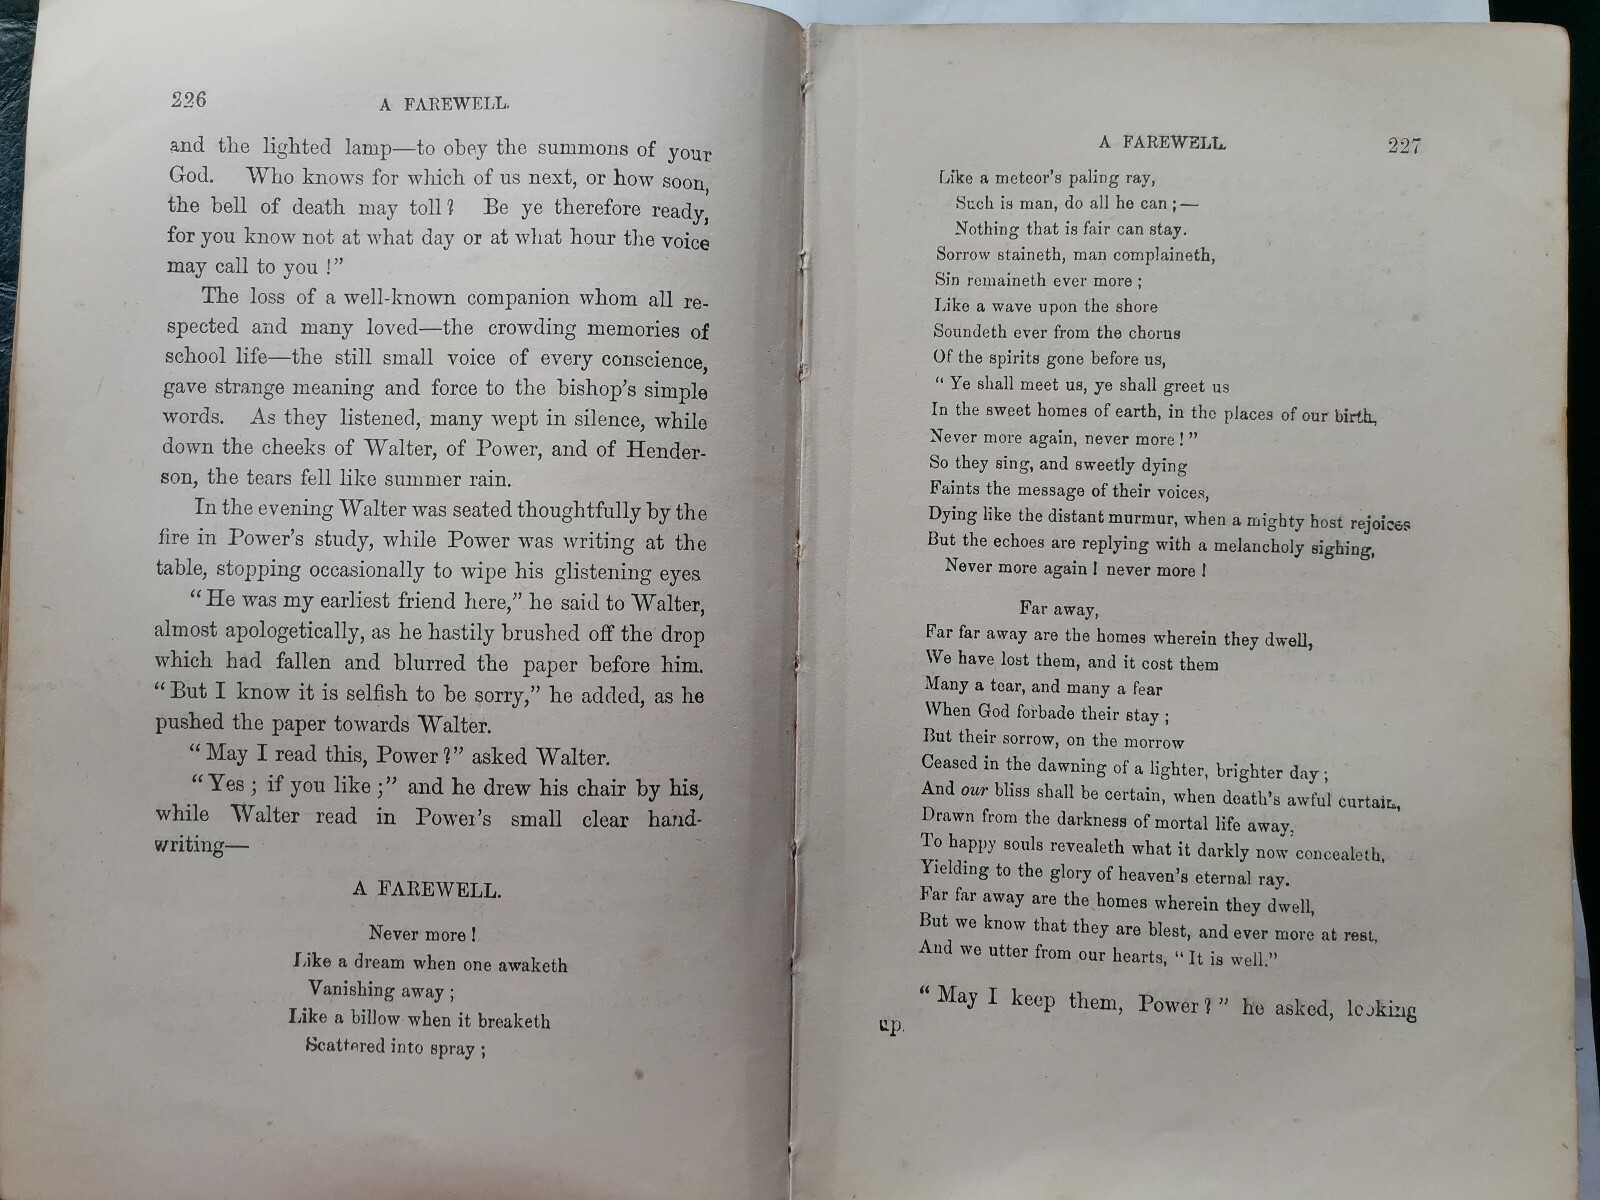 226 A FAREWELL.
and the lighted lamp—to obey the summons of your
God. Who knows for which of us next, or how soon,
the bell of death may toll? Be ye therefore ready,
for you know not at what day or at what hour the voice
may call to you!”
The loss of a well-known companion whom all re-
spected and many loved—the crowding memories of
school life—the still small voice of every conscience,
gave strange meaning and force to the bishop's simple
words. As they listened, many wept in silence, while
down the cheeks of Walter, of Power, and of Hender-
son, the tears fell like summer rain.
In the evening Walter was seated thoughtfully by the
fire in Power's study, while Power was writing at the
table, stopping occasionally to wipe his glistening eyes
“He was my earliest friend here,” he said to Walter,
almost apologetically, as he hastily brushed off the drop
which had fallen and blurred the paper before him.
“But I know it is selfish to be sorry,” he added, as he
pushed the paper towards Walter.
“May I read this, Power?” asked Walter.
“Yes; if you like;” and he drew his chair by his,
while Walter read in Power's small clear hand-
writing—
A FAREWELL.
Never more!
Like a dream when one awaketh
Vanishing away;
Like a billow when it breaketh
Scattered into spray;
A FAREWELL. 227
Like a meteor's paling ray,
Such is man, do all he can;—
Nothing that is fair can stay.
Sorrow staineth, man complaineth,
Sin remaineth ever more;
Like a wave upon the shore
Soundeth ever from the chorus
Of the spirits gone before us,
“Ye shall meet us, ye shall greet us
In the sweet homes of earth, in the places of our birth,
Never more again, never more!”
So they sing, and sweetly dying
Faints the message of their voices,
Dying like the distant murmur, when a mighty host rejoices
But the echoes are replying with a melancholy sighing,
Never more again! never more!
Far away,
Far far away are the homes wherein they dwell,
We have lost them, and it cost them
Many a tear, and many a fear
When God forbade their stay;
But their sorrow, on the morrow
Ceased in the dawning of a lighter, brighter day;
And our bliss shall be certain, when death's awful curtain,
Drawn from the darkness of mortal life away,
To happy souls revealeth what it darkly now concealeth,
Yielding to the glory of heaven's eternal ray.
Far far away are the homes wherein they dwell,
But we know that they are blest, and ever more at rest,
And we utter from our hearts, “It is well.”
“May I keep them, Power?” he asked, looking
up.